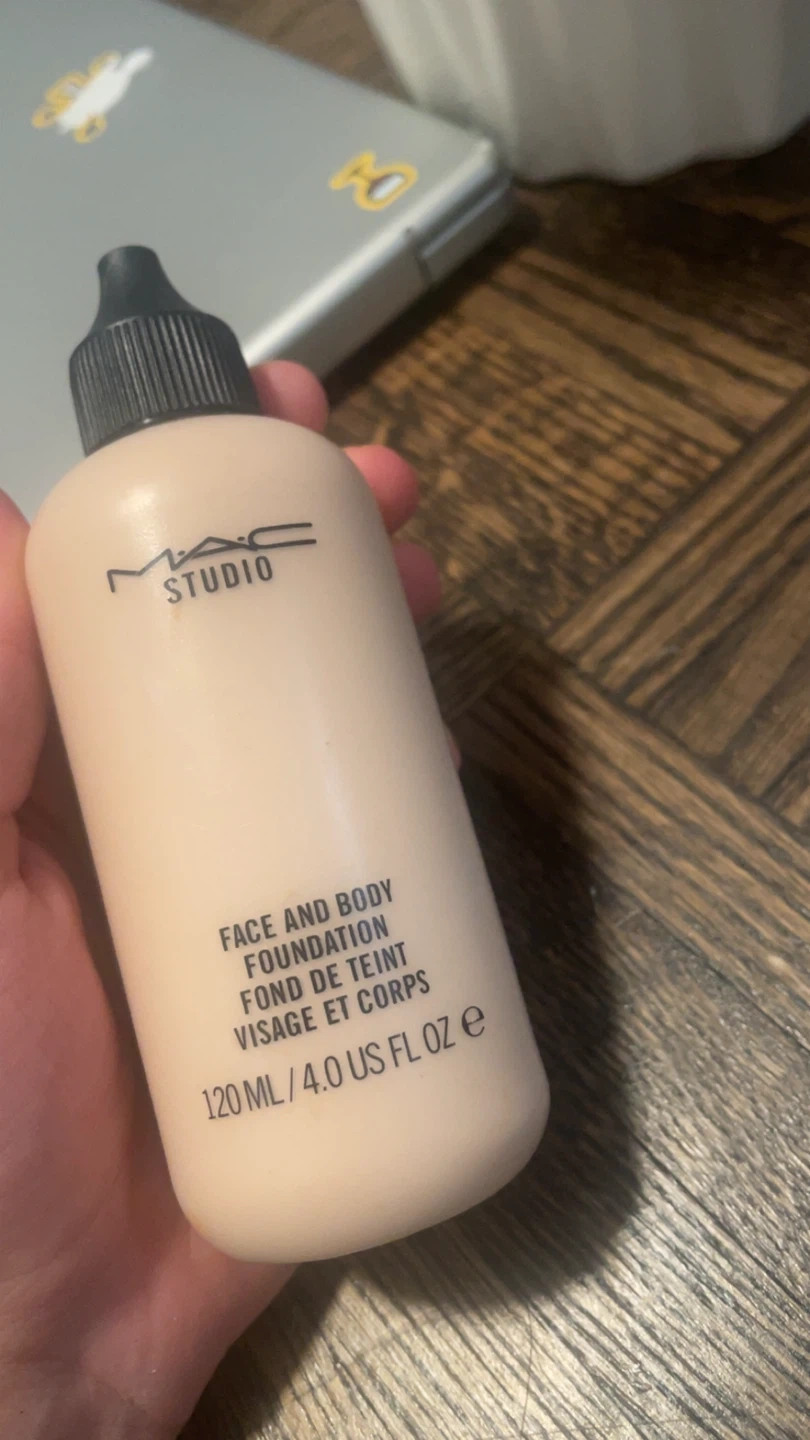 M·A·C
STUDIO
FACE AND BODY
FOUNDATION
FOND DE TEINT
VISAGE ET CORPS
120 ML / 4.0 US FL OZ ℮